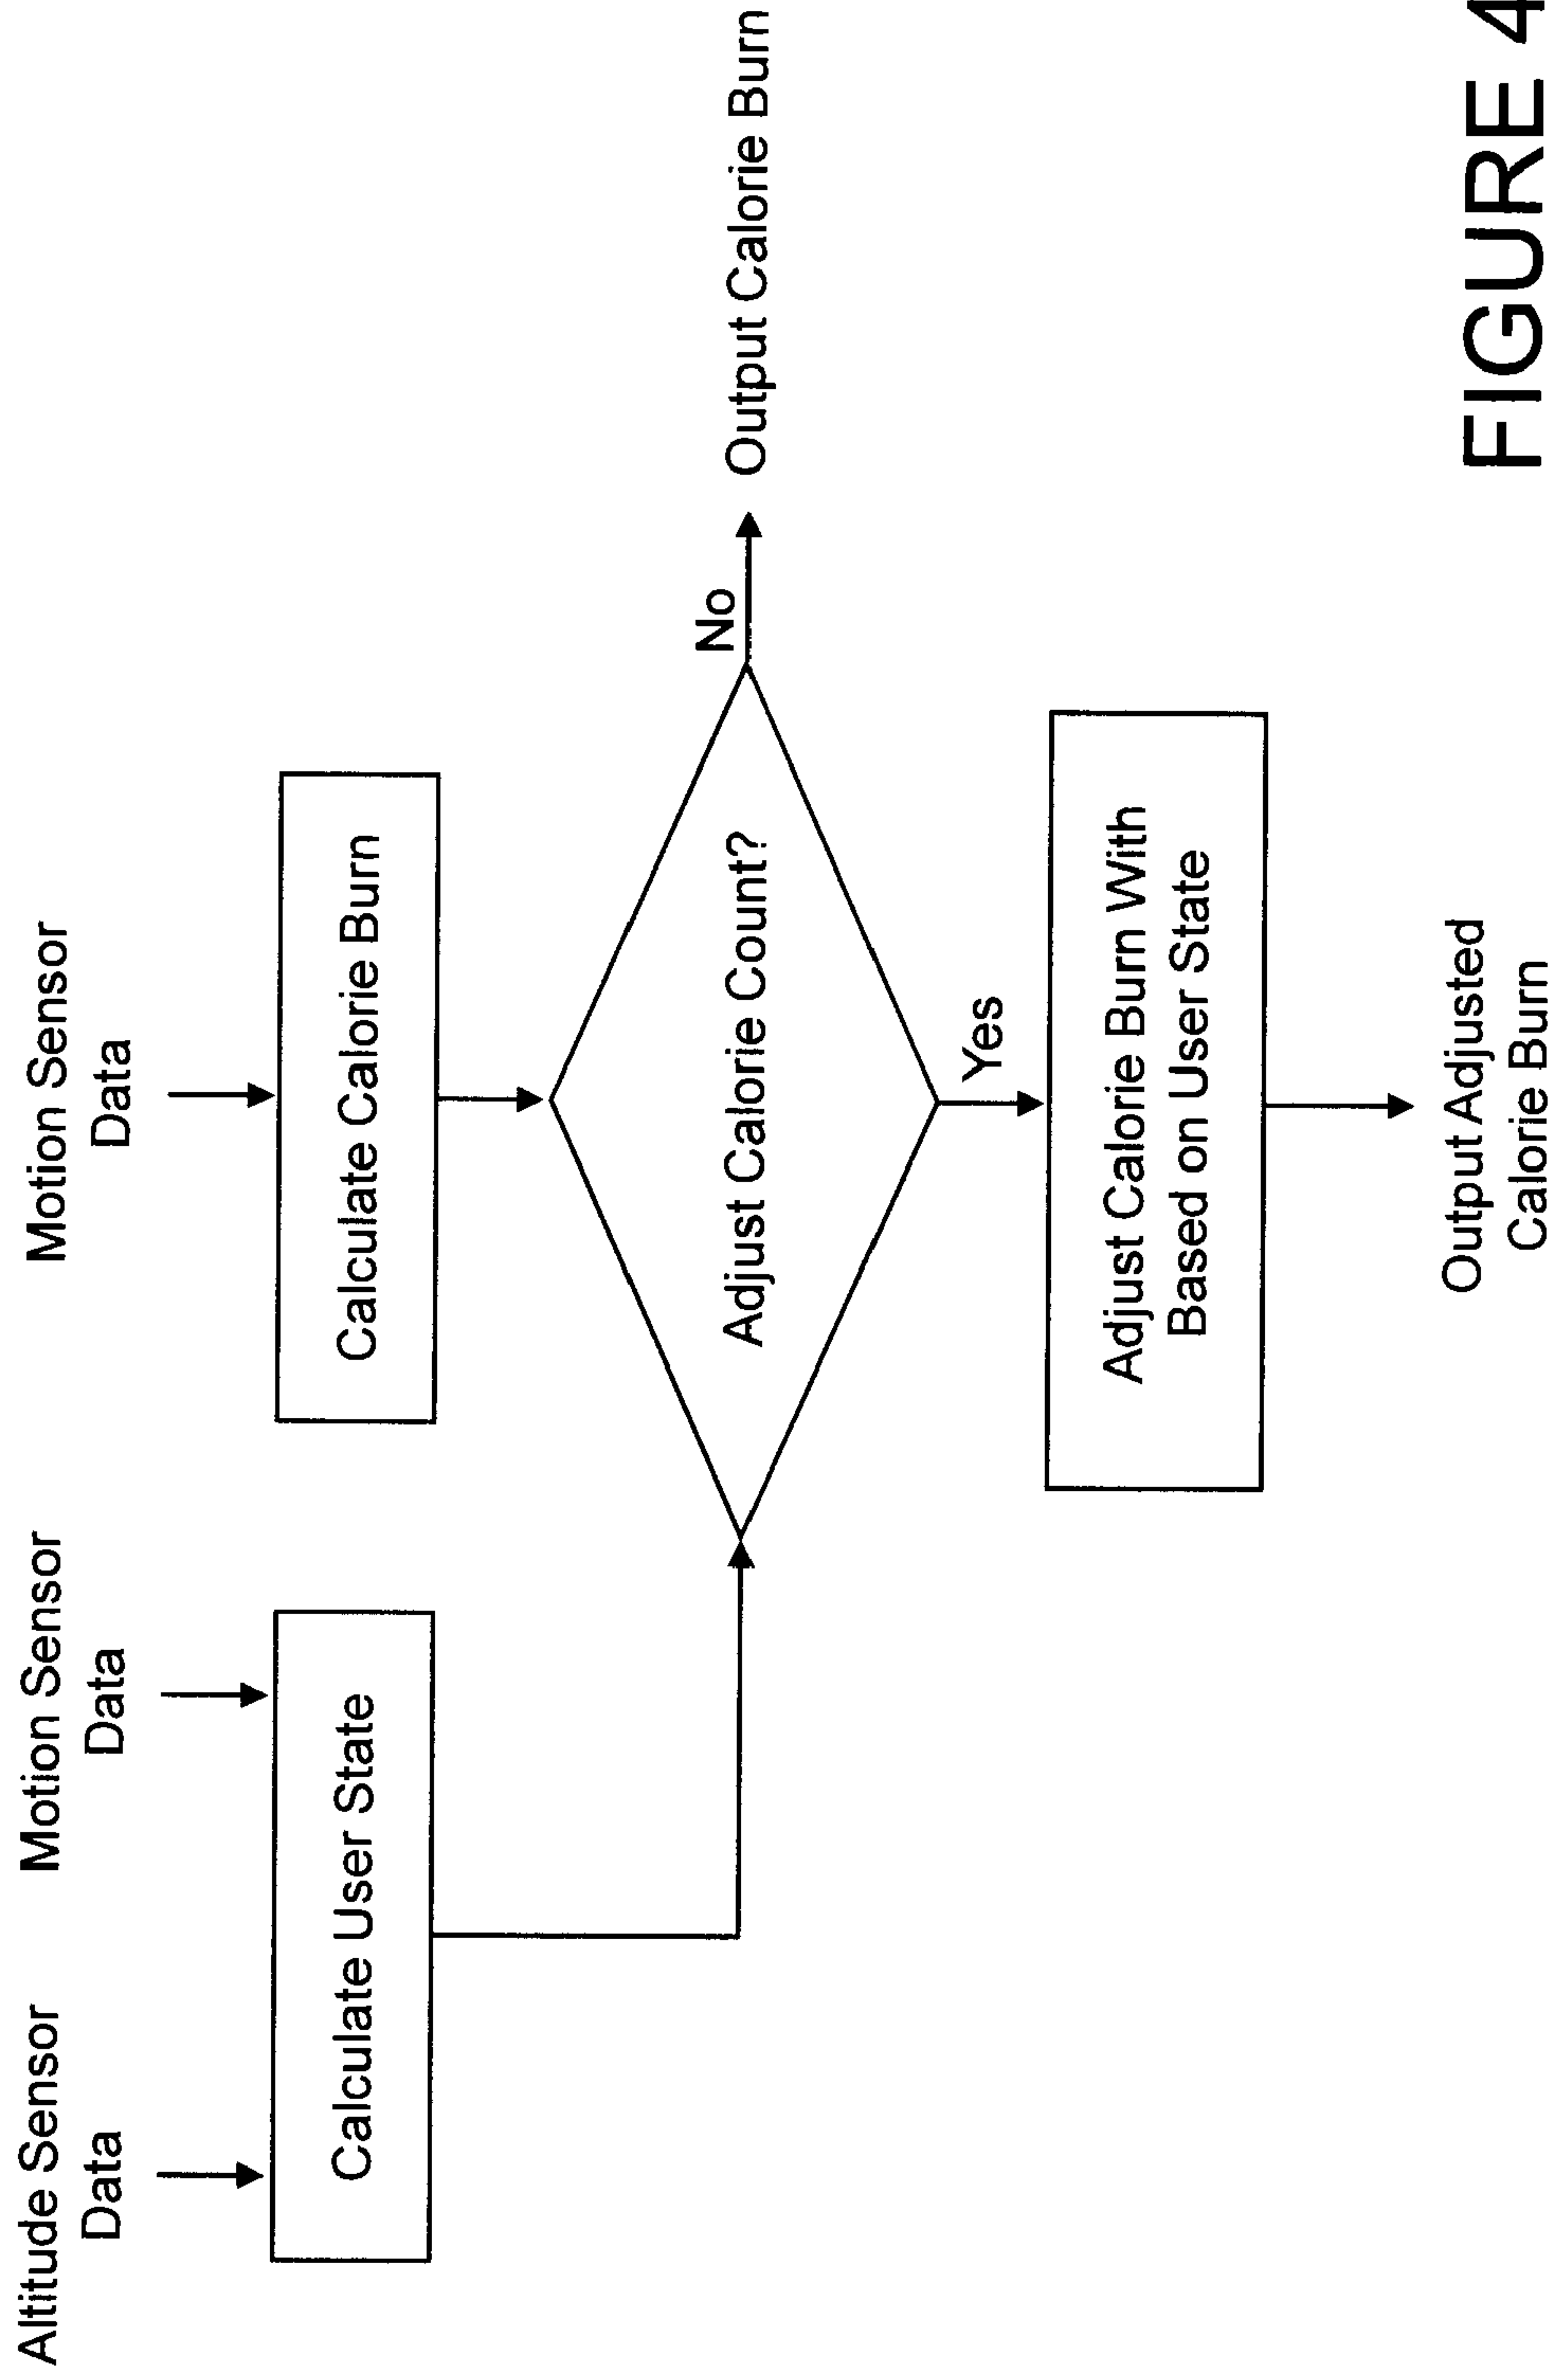 Altitude Sensor
Data
Motion Sensor
Data
Motion Sensor
Data
Calculate User State
Calculate Calorie Burn
Adjust Calorie Count?
No
Output Calorie Burn
Yes
Adjust Calorie Burn With
Based on User State
Output Adjusted
Calorie Burn
FIGURE 4